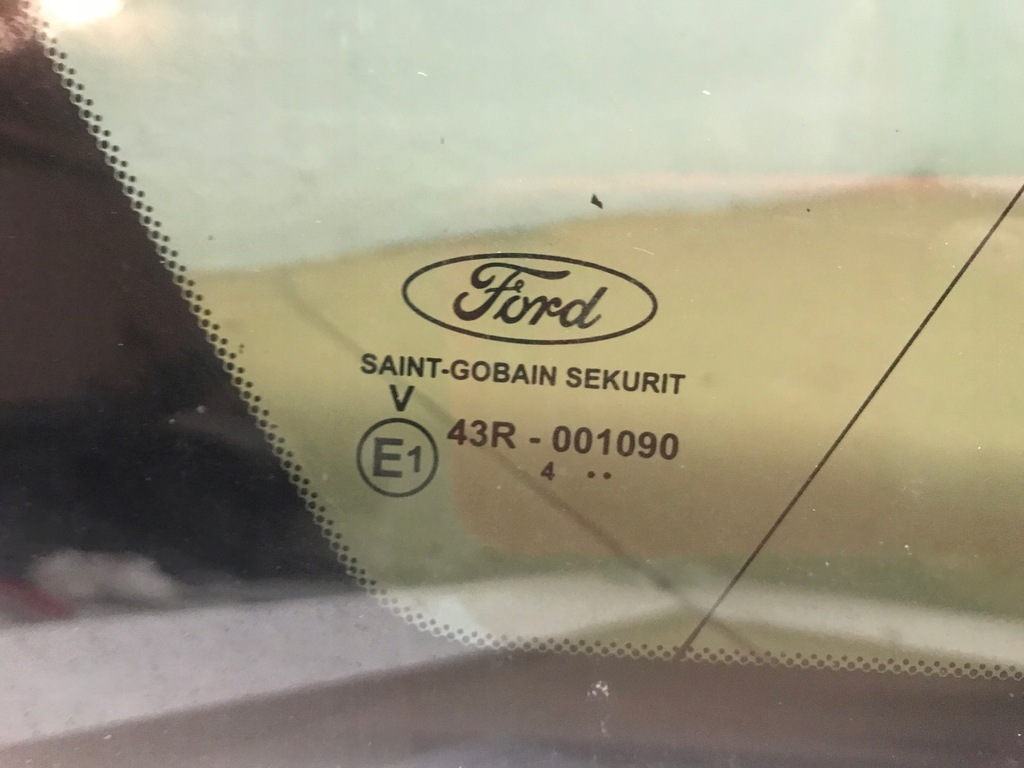 Ford
SAINT-GOBAIN SEKURIT
V
E1 43R - 001090
4 ..